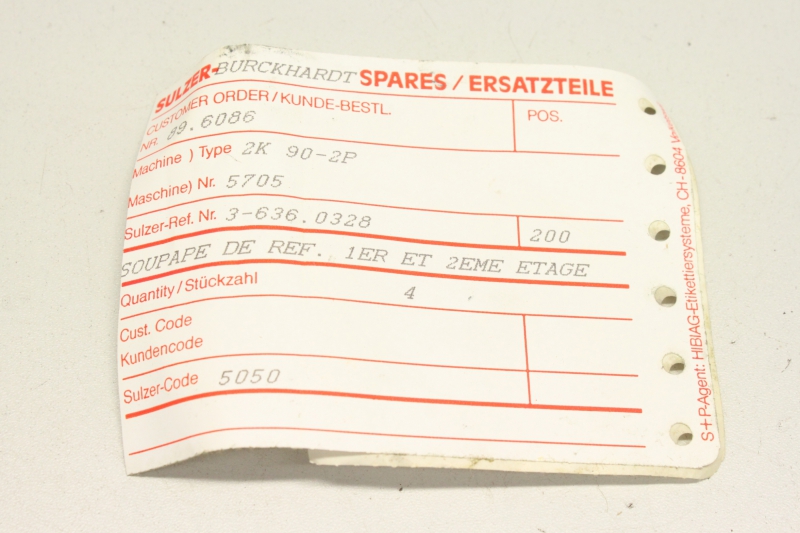 SULZER-BURCKHARDT SPARES / ERSATZTEILE
CUSTOMER ORDER / KUNDE-BESTL. POS.
NR. 89.6086
Machine ) Type 2K 90-2P
Maschine) Nr. 5705
Sulzer-Ref. Nr. 3-636.0328 200
SOUPAPE DE REF. 1ER ET 2EME ETAGE
Quantity / Stückzahl 4
Cust. Code
Kundencode
Sulzer-Code 5050
S+P-Agent: HIBIAG-Etikettiersysteme, CH-8604